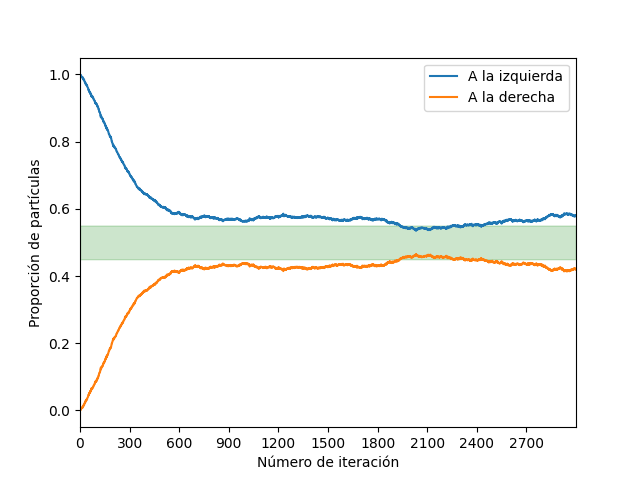 A la izquierda
A la derecha
Proporción de partículas
1.0
0.8
0.6
0.4
0.2
0.0
0 300 600 900 1200 1500 1800 2100 2400 2700
Número de iteración